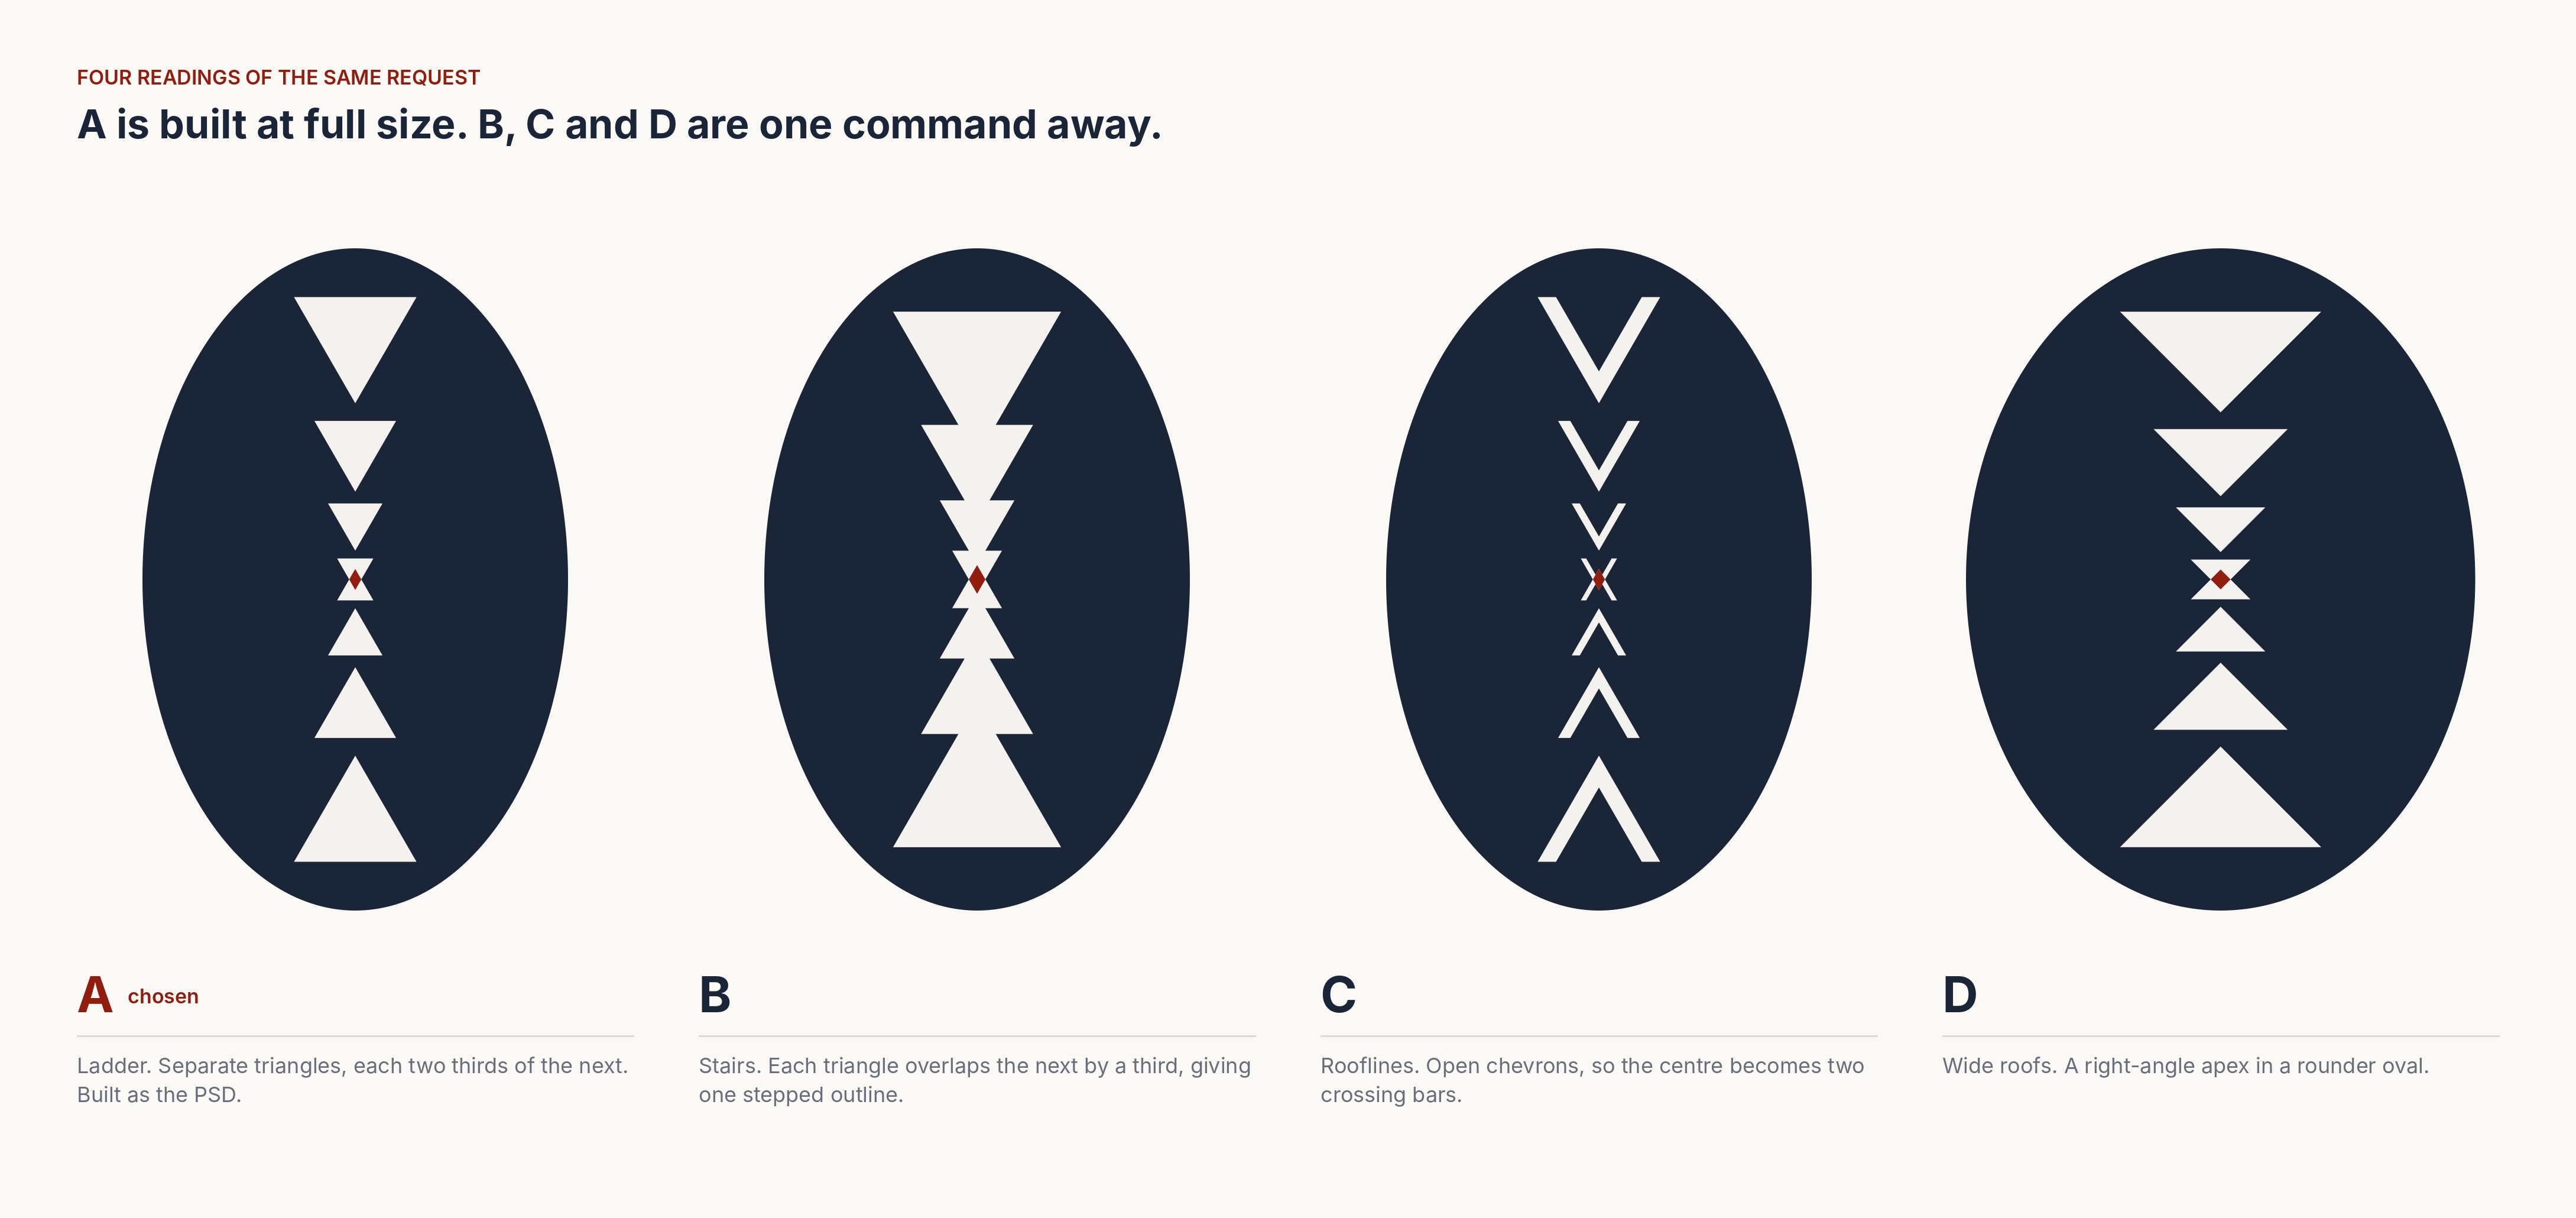 FOUR READINGS OF THE SAME REQUEST
A is built at full size. B, C and D are one command away.
A chosen
Ladder. Separate triangles, each two thirds of the next.
Built as the PSD.
B
Stairs. Each triangle overlaps the next by a third, giving
one stepped outline.
C
Rooflines. Open chevrons, so the centre becomes two
crossing bars.
D
Wide roofs. A right-angle apex in a rounder oval.